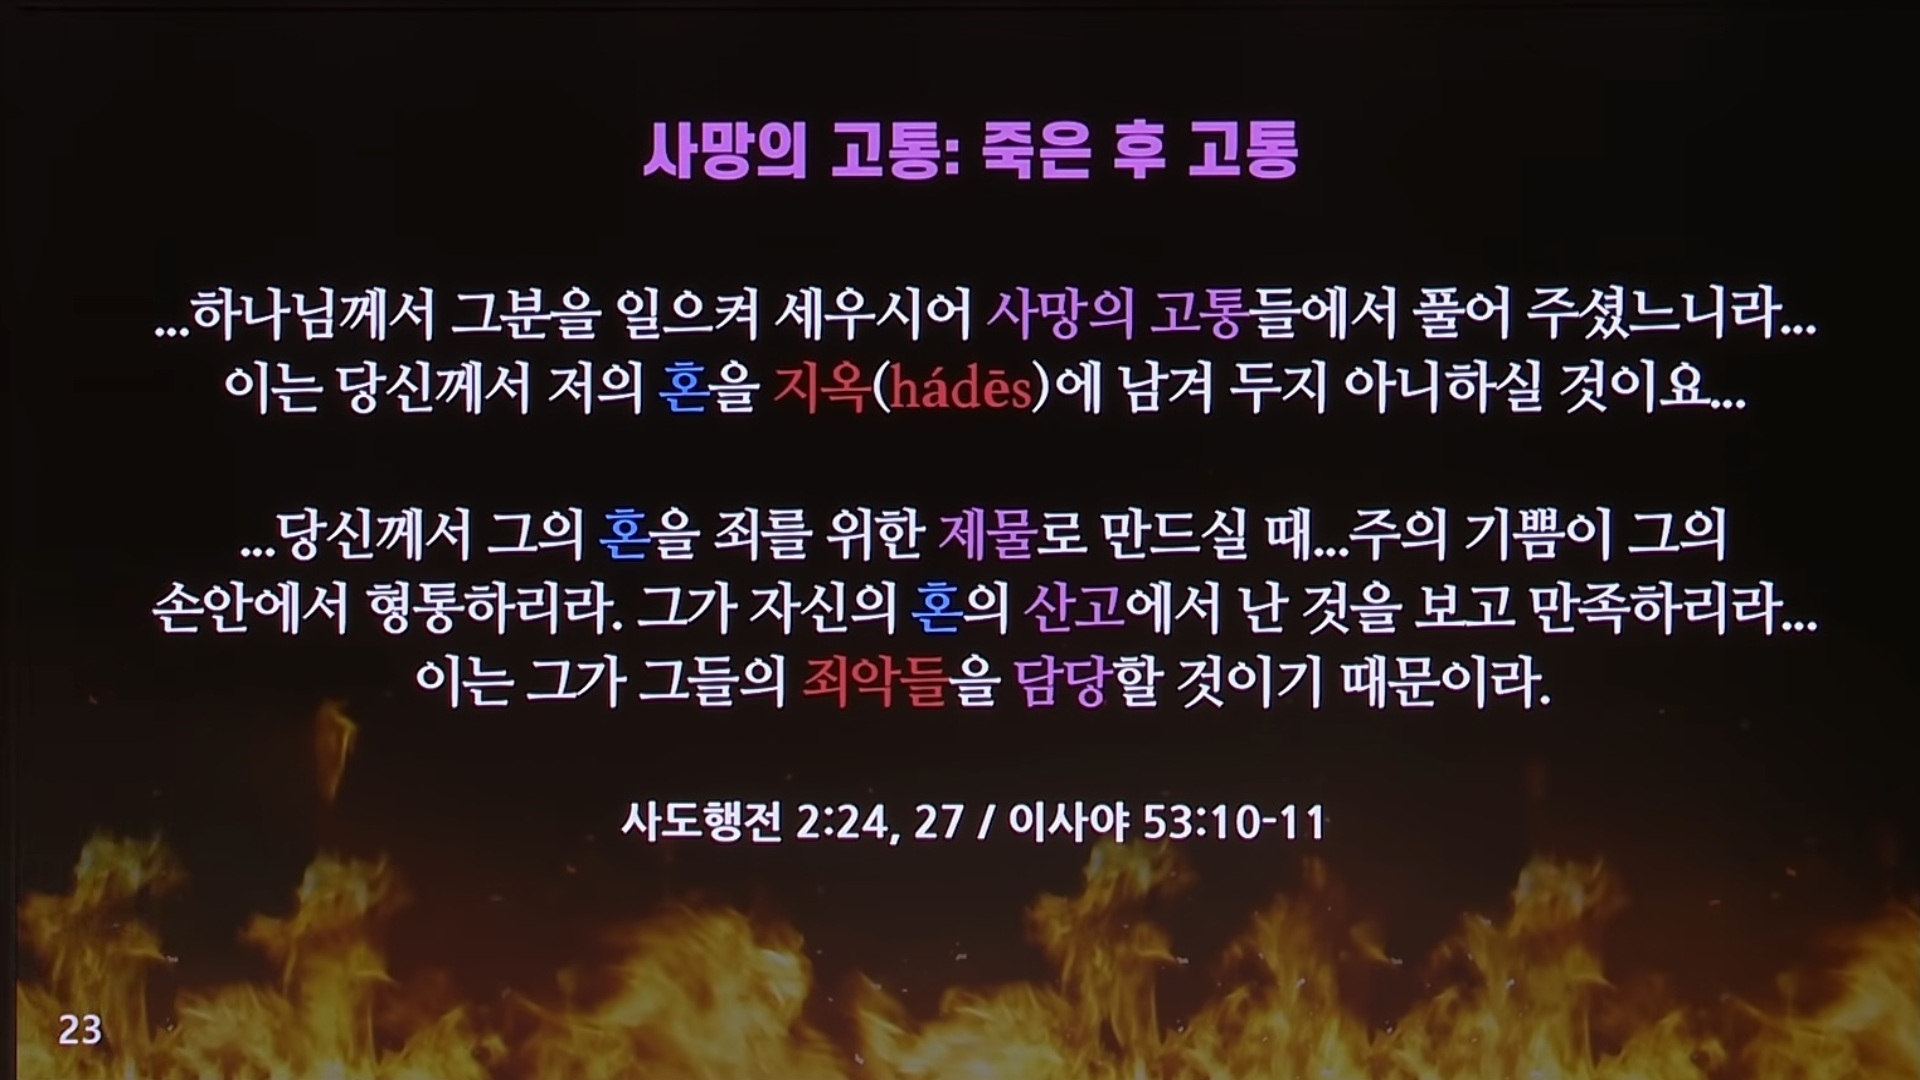 사망의 고통: 죽은 후 고통
...하나님께서 그분을 일으켜 세우시어 사망의 고통들에서 풀어 주셨느니라...
이는 당신께서 저의 혼을 지옥(hádēs)에 남겨 두지 아니하실 것이요...
...당신께서 그의 혼을 죄를 위한 제물로 만드실 때...주의 기쁨이 그의
손안에서 형통하리라. 그가 자신의 혼의 산고에서 난 것을 보고 만족하리라...
이는 그가 그들의 죄악들을 담당할 것이기 때문이라.
사도행전 2:24, 27 / 이사야 53:10-11
23